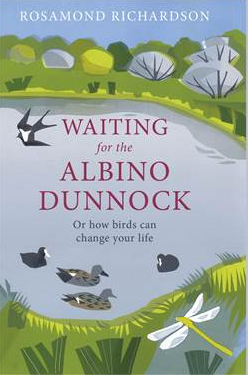 ROSAMOND RICHARDSON
WAITING
for the
ALBINO
DUNNOCK
Or how birds can
change your life